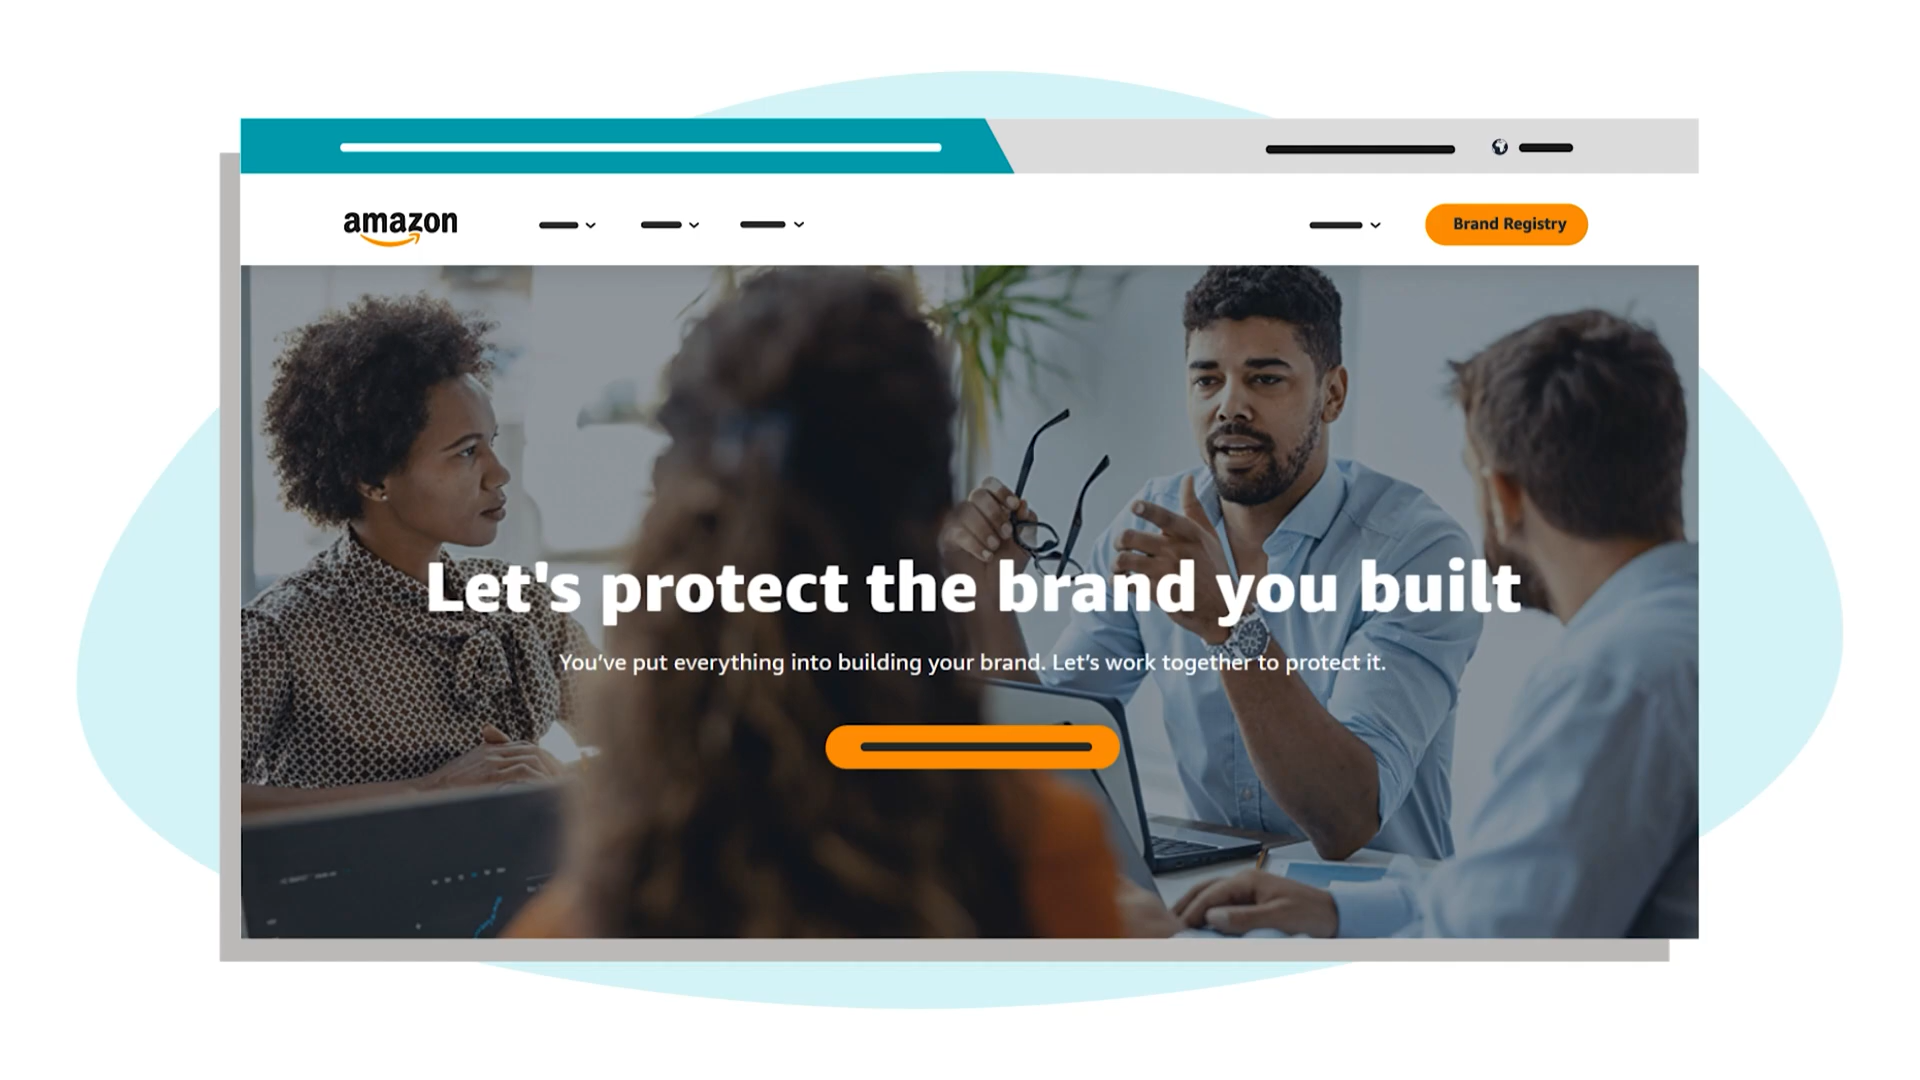 amazon
Brand Registry
Let's protect the brand you built
You’ve put everything into building your brand. Let’s work together to protect it.